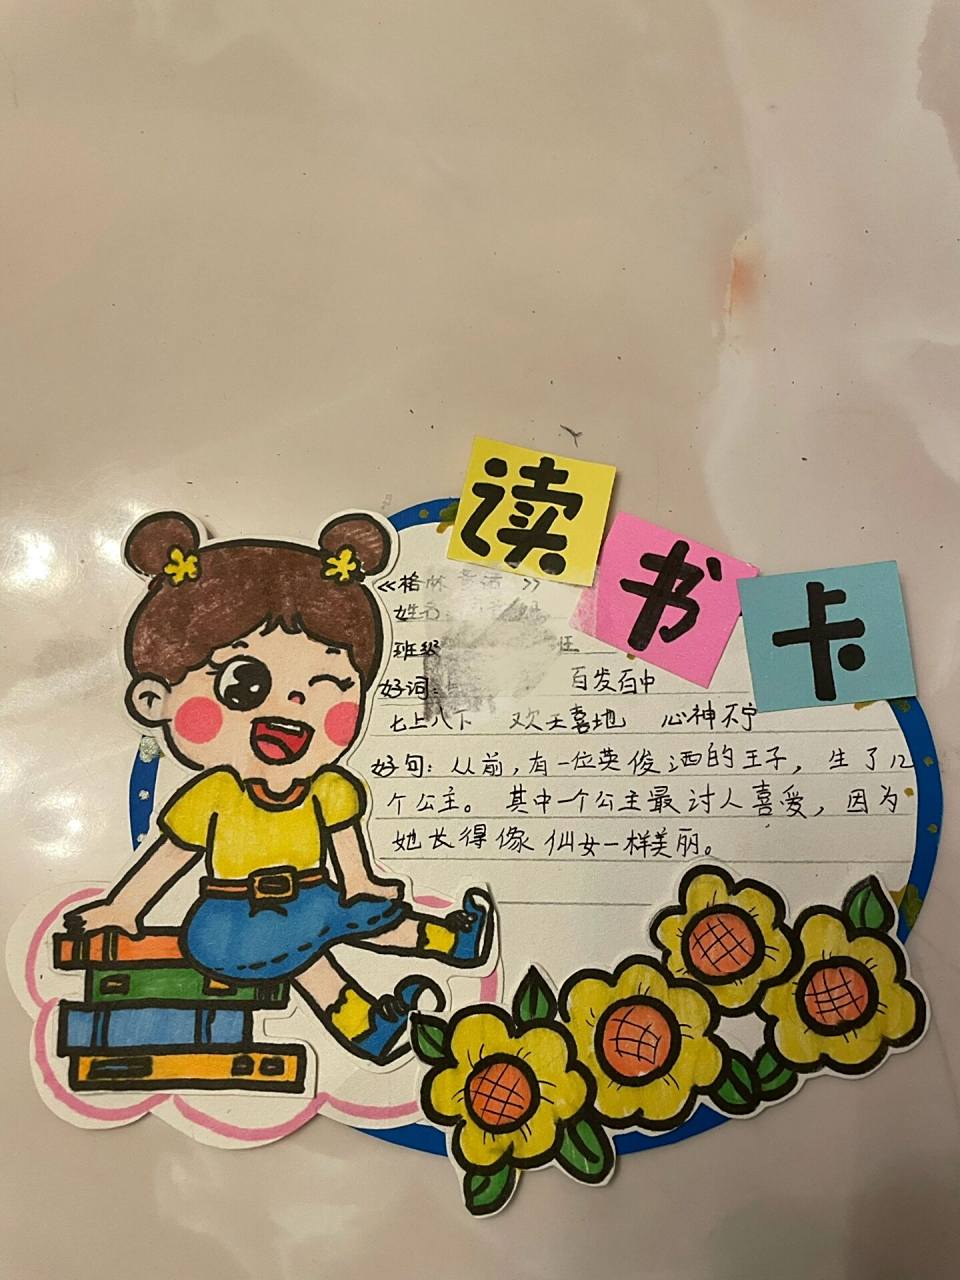 读书卡
《格林
姓名
班级 班
好词: 百发百中
七上八下 欢天喜地 心神不宁
好句: 从前,有一位英俊洒的王子, 生了12
个公主。 其中一个公主最讨人喜爱, 因为
她长得像仙女一样美丽。